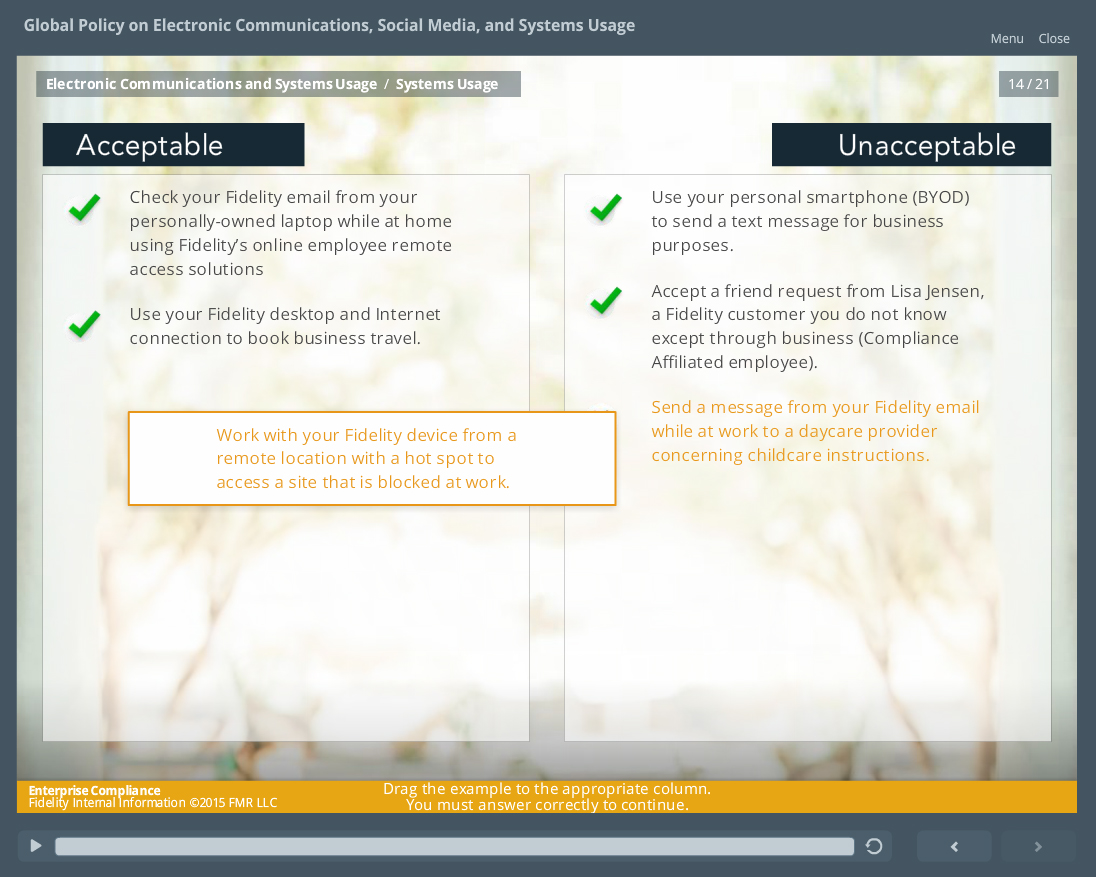 Global Policy on Electronic Communications, Social Media, and Systems Usage
Menu Close
Electronic Communications and Systems Usage / Systems Usage
14 / 21
Acceptable
Unacceptable
Check your Fidelity email from your
personally-owned laptop while at home
using Fidelity’s online employee remote
access solutions
Use your Fidelity desktop and Internet
connection to book business travel.
Work with your Fidelity device from a
remote location with a hot spot to
access a site that is blocked at work.
Use your personal smartphone (BYOD)
to send a text message for business
purposes.
Accept a friend request from Lisa Jensen,
a Fidelity customer you do not know
except through business (Compliance
Affiliated employee).
Send a message from your Fidelity email
while at work to a daycare provider
concerning childcare instructions.
Enterprise Compliance
Fidelity Internal Information ©2015 FMR LLC
Drag the example to the appropriate column.
You must answer correctly to continue.